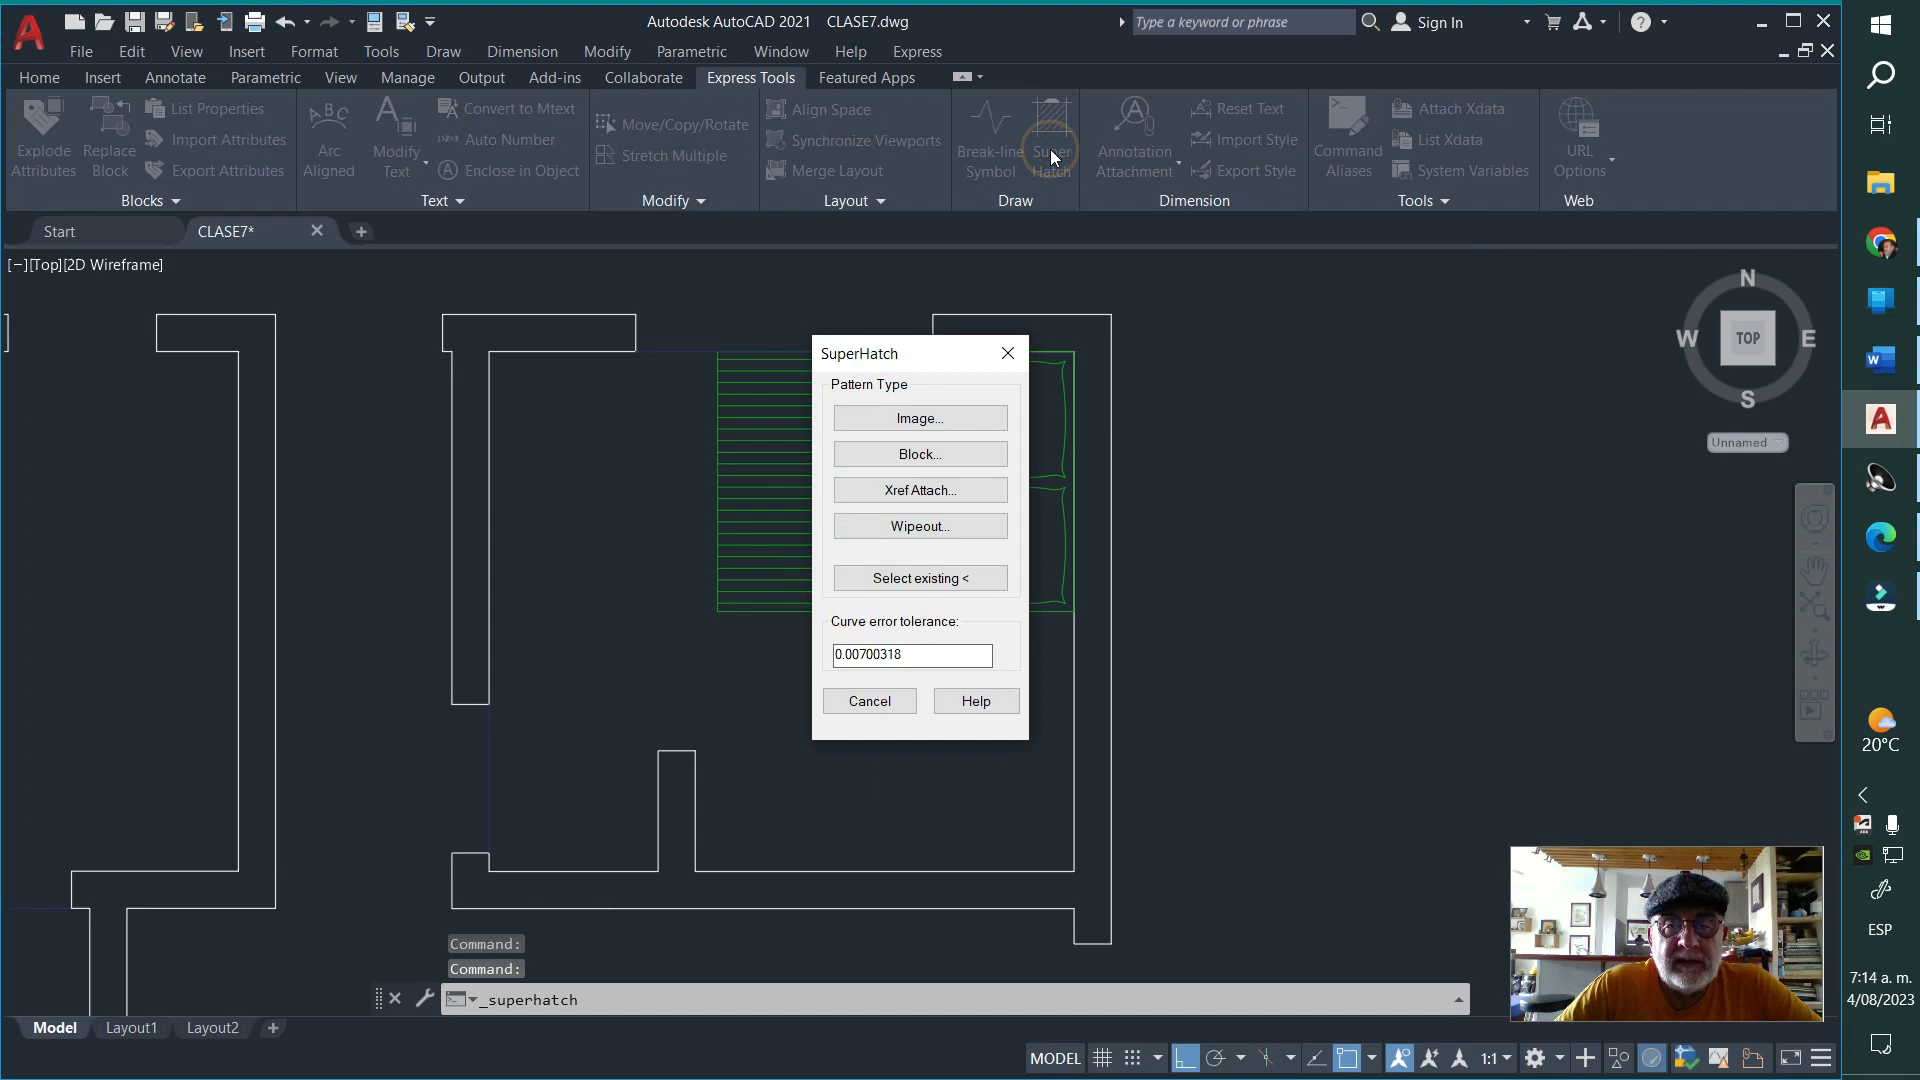 Autodesk AutoCAD 2021 CLASE7.dwg
Type a keyword or phrase
Sign In
File Edit View Insert Format Tools Draw Dimension Modify Parametric Window Help Express
Home Insert Annotate Parametric View Manage Output Add-ins Collaborate Express Tools Featured Apps
Explode Attributes
Replace Block
List Properties
Import Attributes
Export Attributes
Blocks
Arc Aligned
Modify Text
Convert to Mtext
Auto Number
Enclose in Object
Text
Move/Copy/Rotate
Stretch Multiple
Modify
Align Space
Synchronize Viewports
Merge Layout
Layout
Break-line Symbol
Super Hatch
Draw
Annotation Attachment
Reset Text
Import Style
Export Style
Dimension
Command Aliases
Attach Xdata
List Xdata
System Variables
Tools
URL Options
Web
Start
CLASE7*
[−][Top][2D Wireframe]
N
W TOP E
S
Unnamed
SuperHatch
Pattern Type
Image...
Block...
Xref Attach...
Wipeout...
Select existing <
Curve error tolerance:
0.00700318
Cancel Help
Command:
Command:
_superhatch
Model Layout1 Layout2
MODEL 1:1
20°C
ESP
7:14 a. m.
4/08/2023